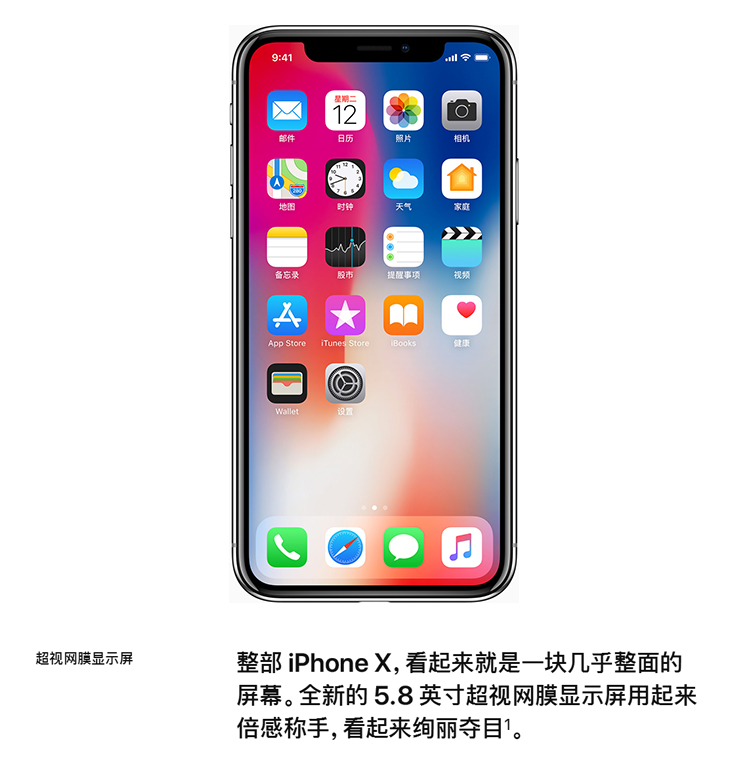 9:41
星期二
12
邮件
日历
照片
相机
280
地图
时钟
天气
家庭
备忘录
股市
提醒事项
视频
App Store
iTunes Store
iBooks
健康
Wallet
设置
超视网膜显示屏
整部 iPhone X，看起来就是一块几乎整面的
屏幕。全新的 5.8 英寸超视网膜显示屏用起来
倍感称手，看起来绚丽夺目¹。